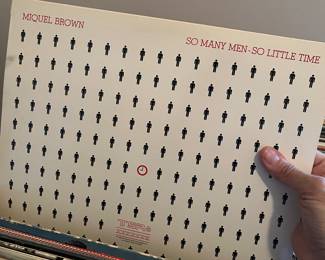 MIQUEL BROWN
SO MANY MEN-SO LITTLE TIME